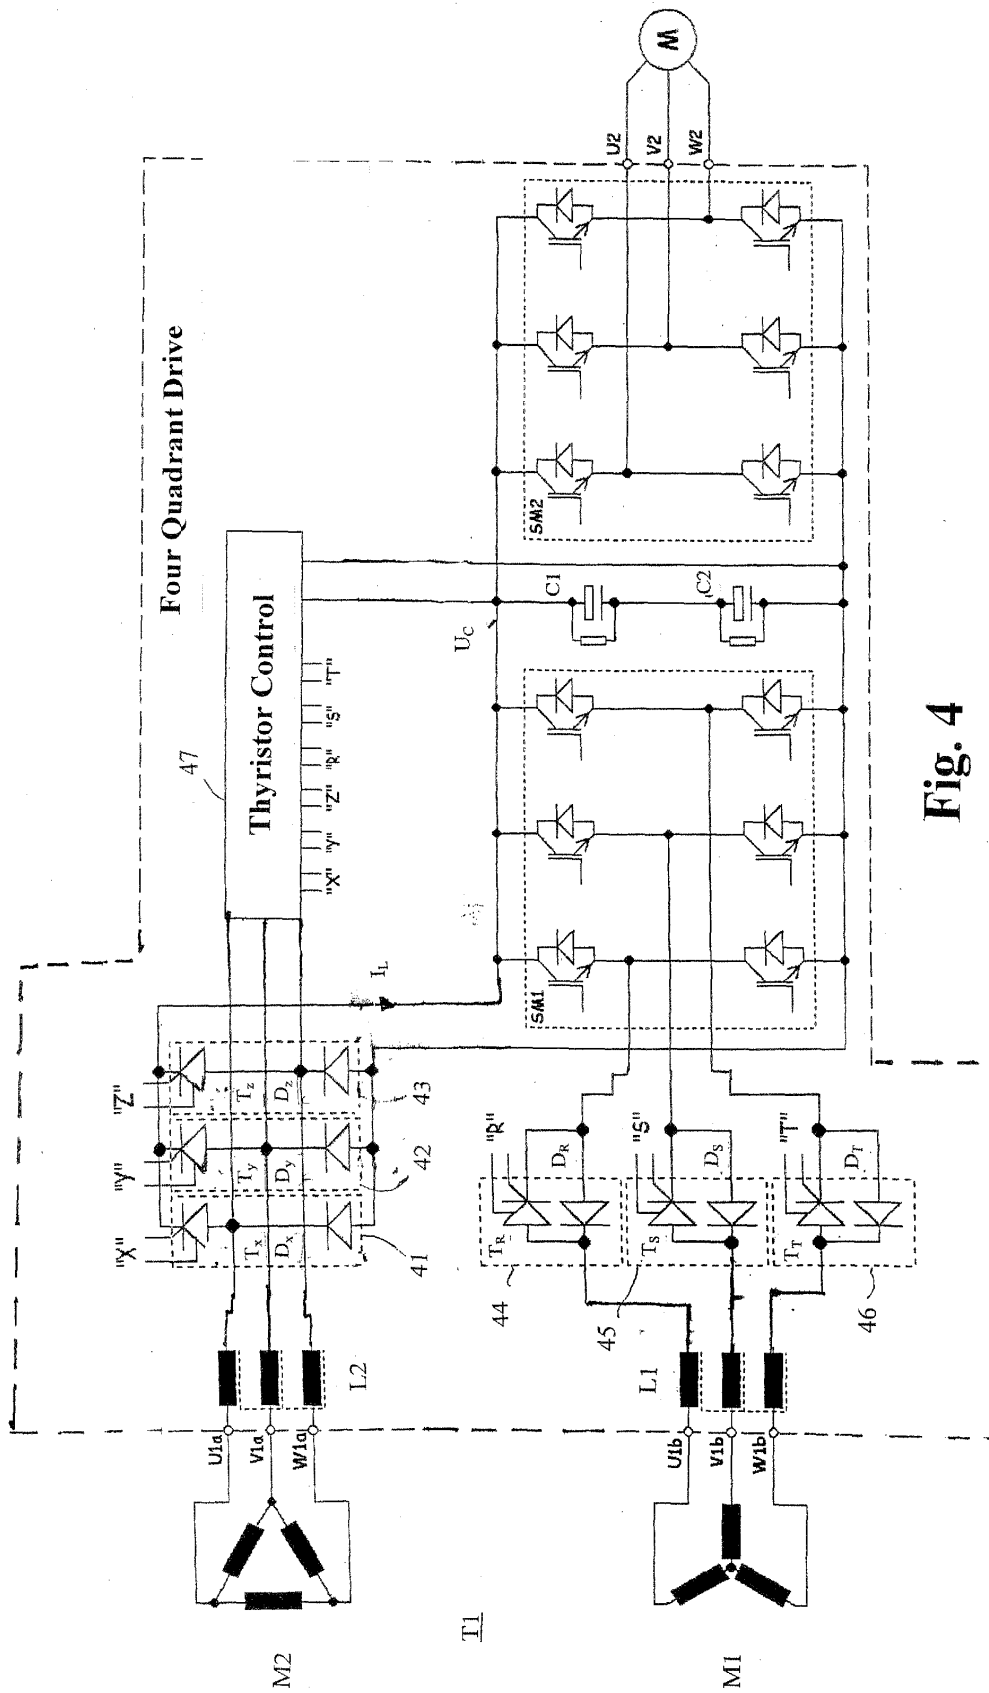 Four Quadrant Drive
47
Thyristor Control
"X" "Y" "Z" "R" "S" "T"
"X" "Y" "Z"
Tx Ty Tz
Dx Dy Dz
41 42 43
IL
U1a
V1a
W1a
L2
M2
T1
UC
SM1
SM2
C1
C2
U2
V2
W2
M
"R"
DR
TR
44
"S"
DS
TS
45
"T"
DT
TT
46
L1
U1b
V1b
W1b
M1
Fig. 4